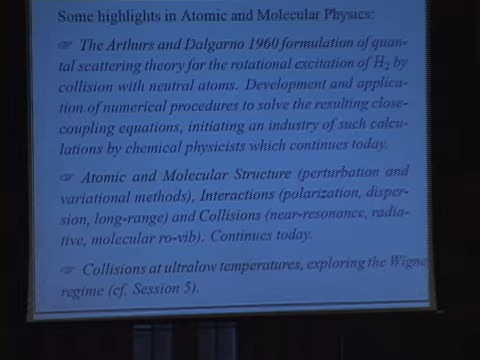 Some highlights in Atomic and Molecular Physics:
☞ The Arthurs and Dalgarno 1960 formulation of quan-
tal scattering theory for the rotational excitation of H₂ by
collision with neutral atoms. Development and applica-
tion of numerical procedures to solve the resulting close-
coupling equations, initiating an industry of such calcu-
lations by chemical physicists which continues today.
☞ Atomic and Molecular Structure (perturbation and
variational methods), Interactions (polarization, disper-
sion, long-range) and Collisions (near-resonance, radia-
tive, molecular ro-vib). Continues today.
☞ Collisions at ultralow temperatures, exploring the Wigne
regime (cf. Session 5).